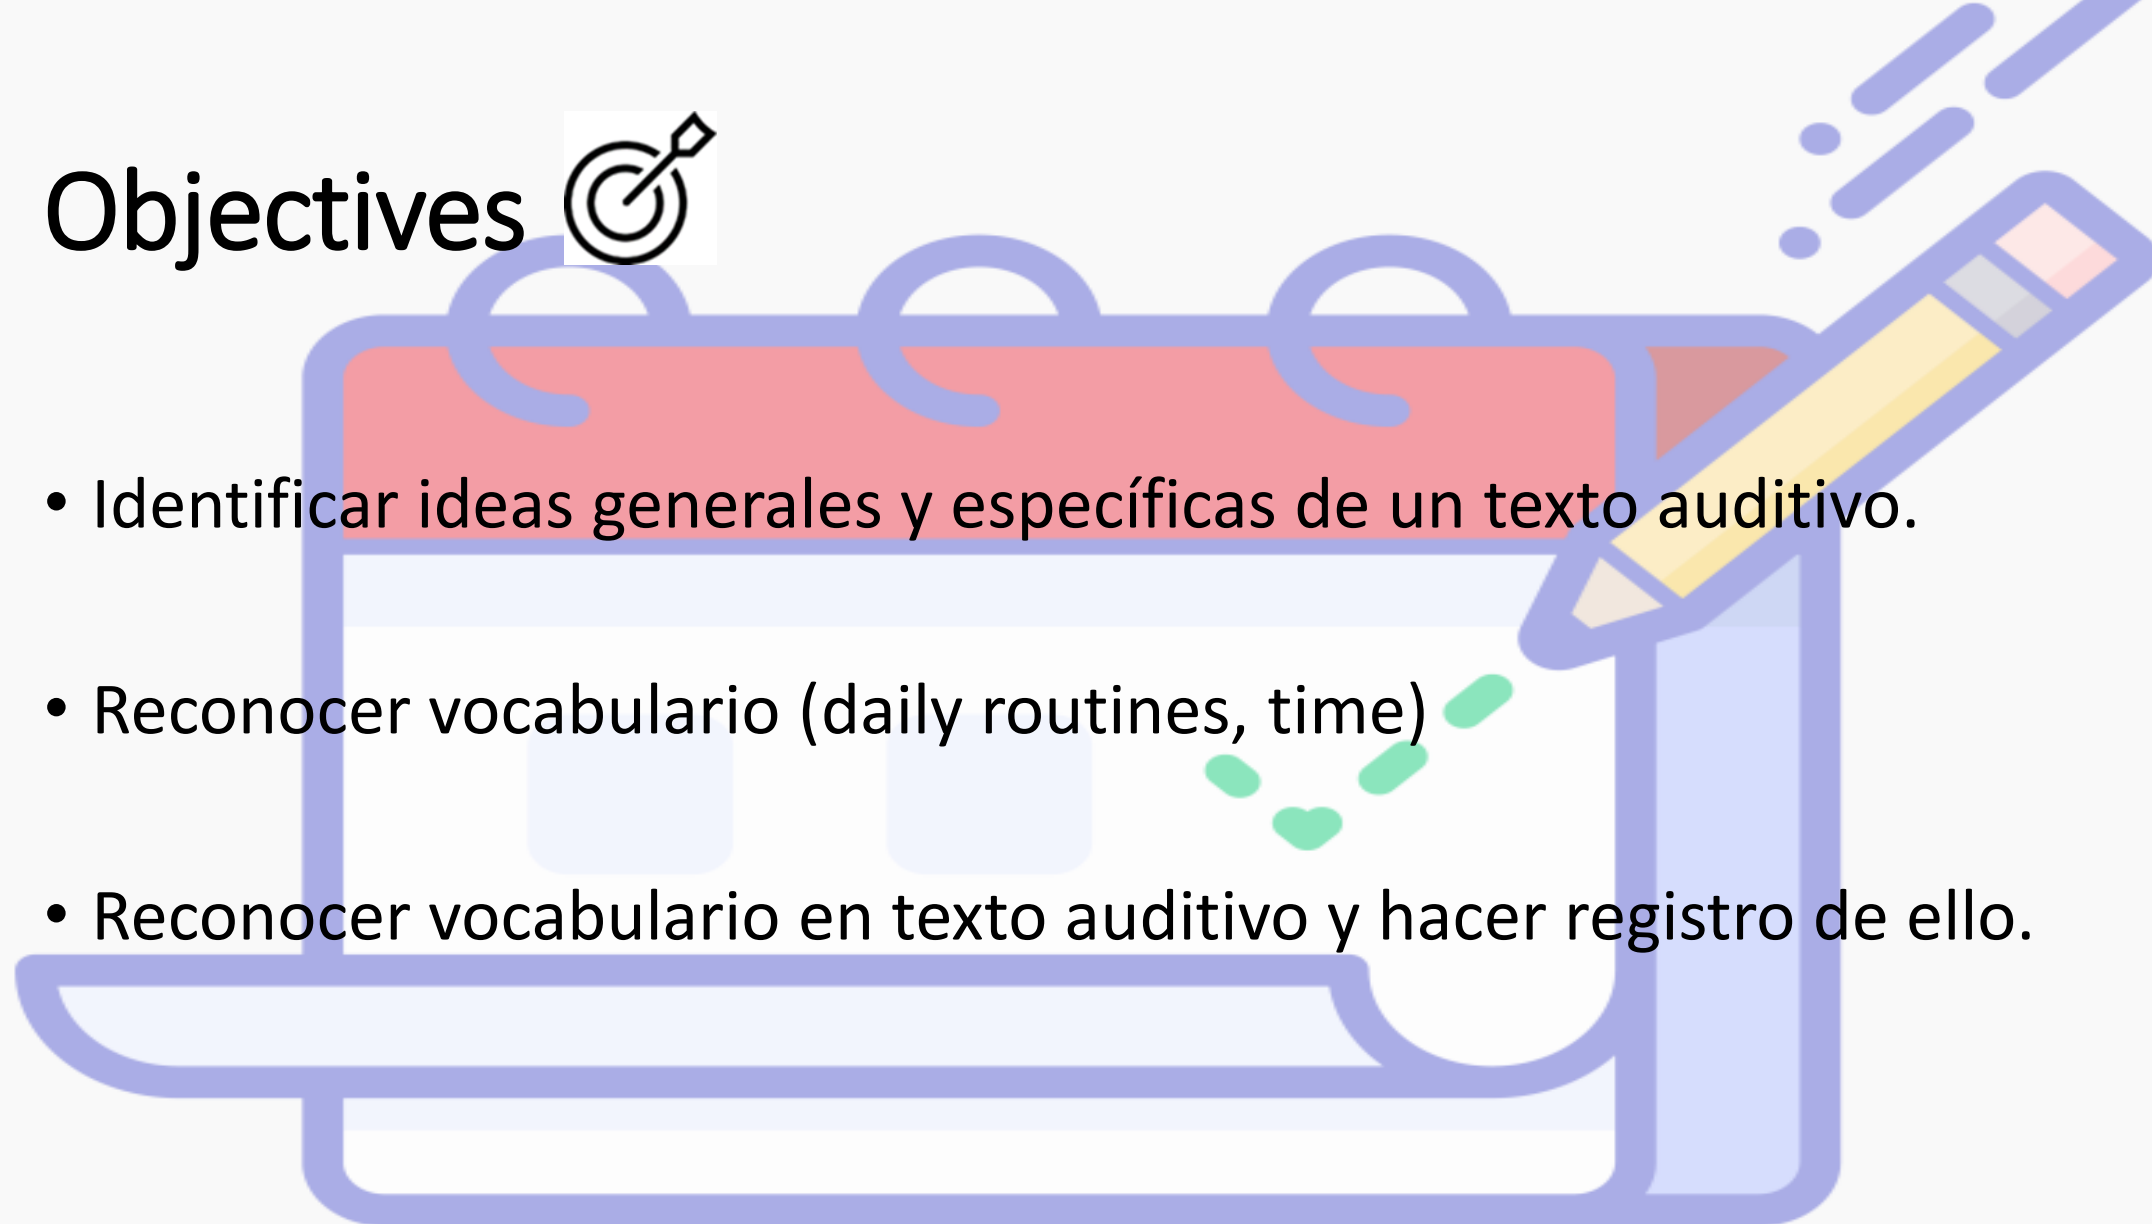 Objectives
• Identificar ideas generales y específicas de un texto auditivo.
• Reconocer vocabulario (daily routines, time)
• Reconocer vocabulario en texto auditivo y hacer registro de ello.